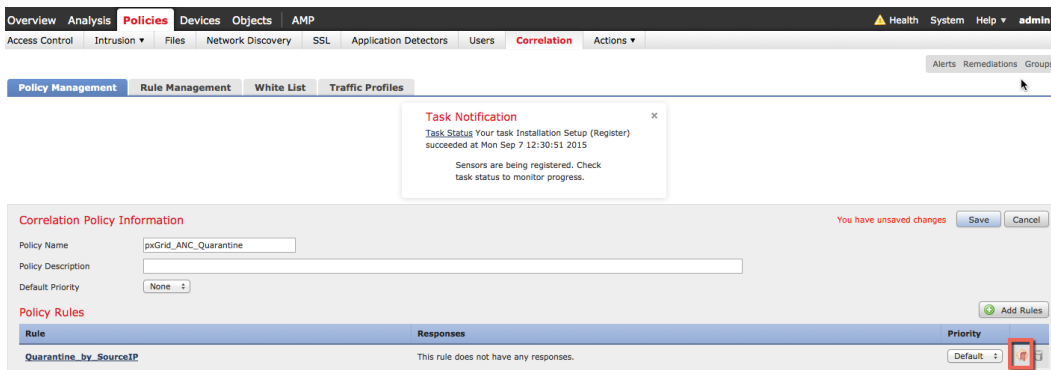 Overview Analysis Policies Devices Objects AMP Health System Help ▾ admin
Access Control Intrusion ▾ Files Network Discovery SSL Application Detectors Users Correlation Actions ▾
Alerts Remediations Groups
Policy Management Rule Management White List Traffic Profiles
Task Notification ×
Task Status Your task Installation Setup (Register)
succeeded at Mon Sep 7 12:30:51 2015
Sensors are being registered. Check
task status to monitor progress.
Correlation Policy Information You have unsaved changes Save Cancel
Policy Name pxGrid_ANC_Quarantine
Policy Description
Default Priority None
Policy Rules Add Rules
Rule Responses Priority
Quarantine_by_SourceIP This rule does not have any responses. Default